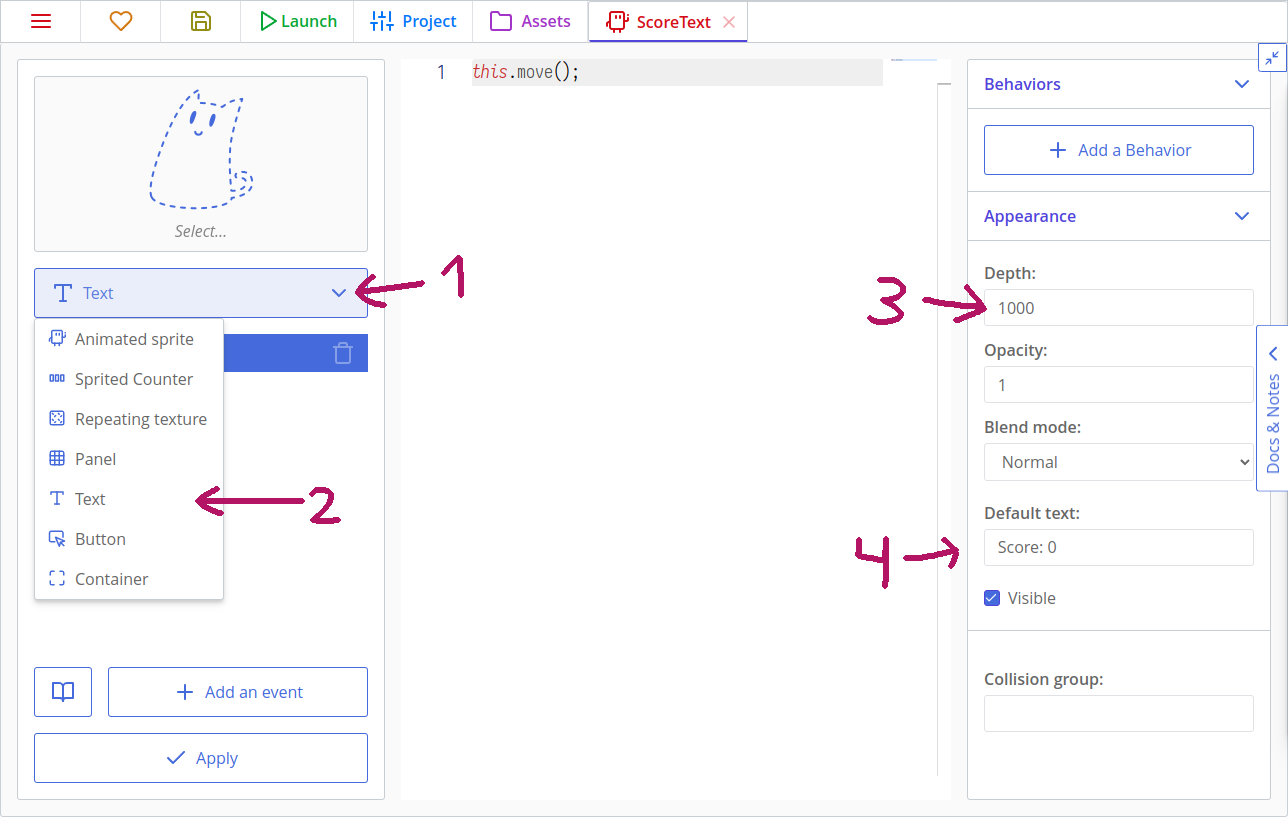 Launch
Project
Assets
ScoreText
Select...
Text
Animated sprite
Sprited Counter
Repeating texture
Panel
Text
Button
Container
Add an event
Apply
1
this.move();
1
2
3
4
Behaviors
Add a Behavior
Appearance
Depth:
1000
Opacity:
1
Blend mode:
Normal
Default text:
Score: 0
Visible
Collision group:
Docs & Notes